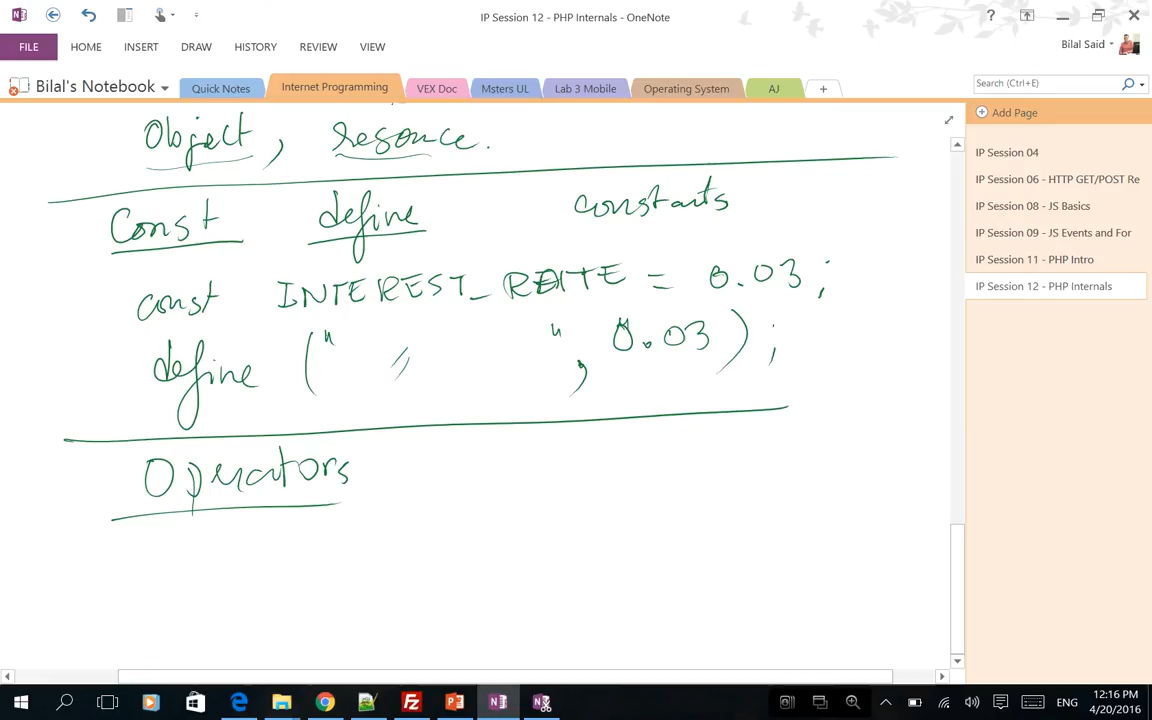 IP Session 12 - PHP Internals - OneNote
?
FILE HOME INSERT DRAW HISTORY REVIEW VIEW
Bilal Said
Bilal's Notebook Quick Notes Internet Programming VEX Doc Msters UL Lab 3 Mobile Operating System AJ +
Search (Ctrl+E)
Add Page
IP Session 04
IP Session 06 - HTTP GET/POST Re
IP Session 08 - JS Basics
IP Session 09 - JS Events and For
IP Session 11 - PHP Intro
IP Session 12 - PHP Internals
Object, resource.
Const define constants
const INTEREST_RATE = 0.03;
define (" // ", 0.03);
Operators
ENG
12:16 PM
4/20/2016